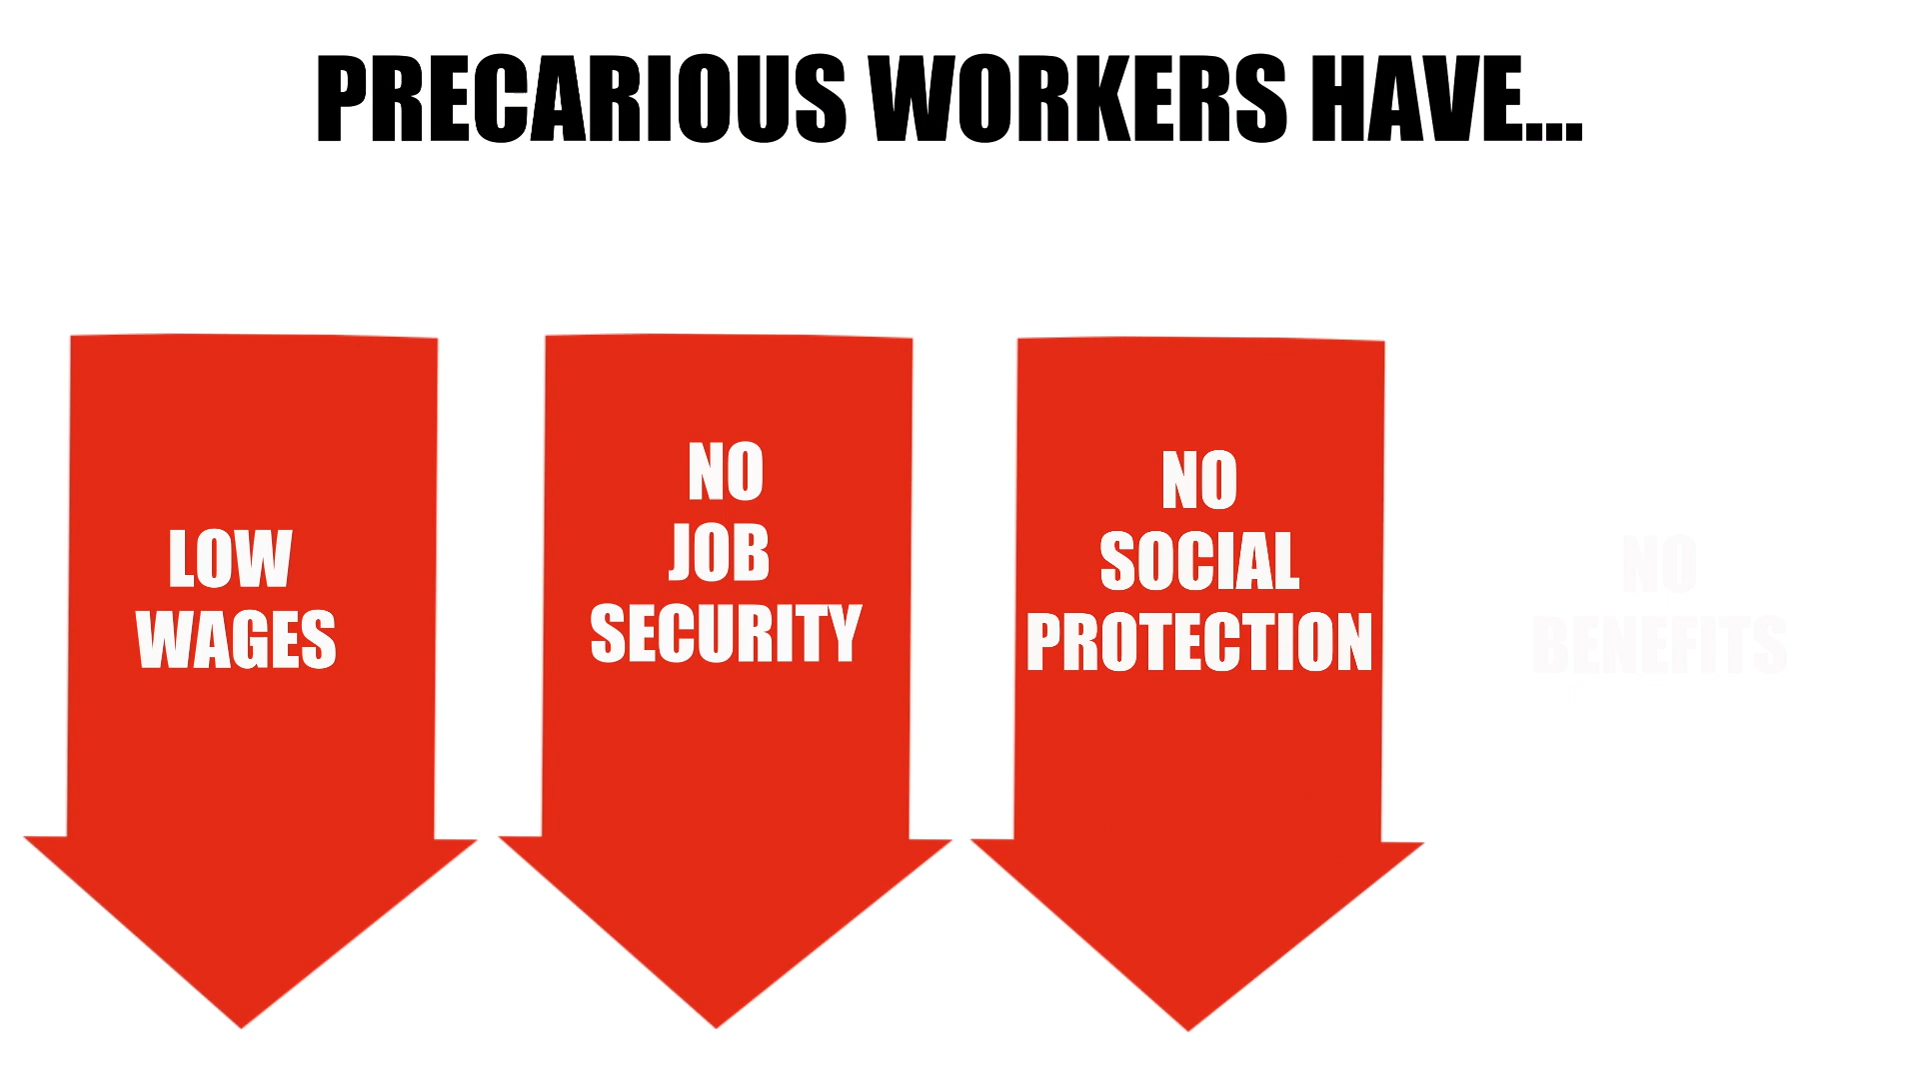 PRECARIOUS WORKERS HAVE...
LOW
WAGES
NO
JOB
SECURITY
NO
SOCIAL
PROTECTION
NO
BENEFITS